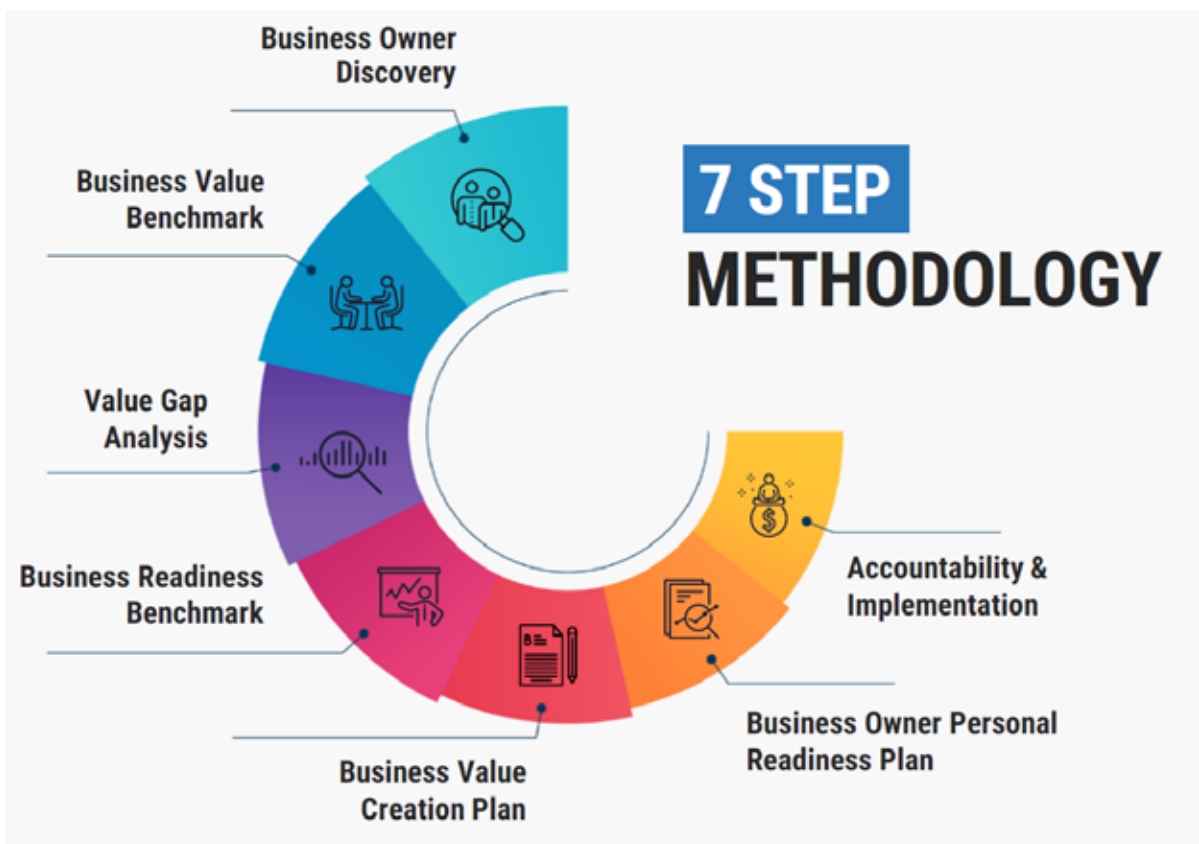 Business Owner
Discovery
7 STEP
METHODOLOGY
Business Value
Benchmark
Value Gap
Analysis
Business Readiness
Benchmark
Business Value
Creation Plan
Business Owner Personal
Readiness Plan
Accountability &
Implementation
$